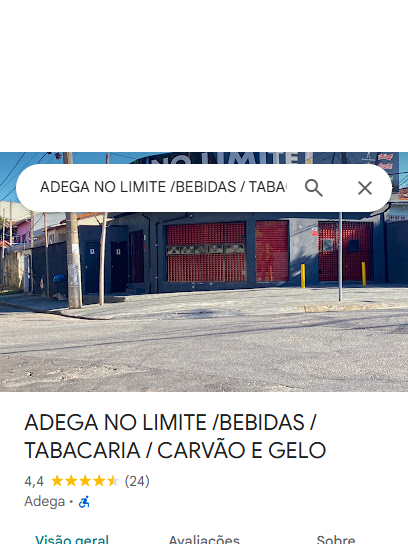 NO LIMITE
ADEGA NO LIMITE /BEBIDAS / TABA
ADEGA NO LIMITE /BEBIDAS /
TABACARIA / CARVÃO E GELO
4,4 (24)
Adega ·
Visão geral Avaliações Sobre